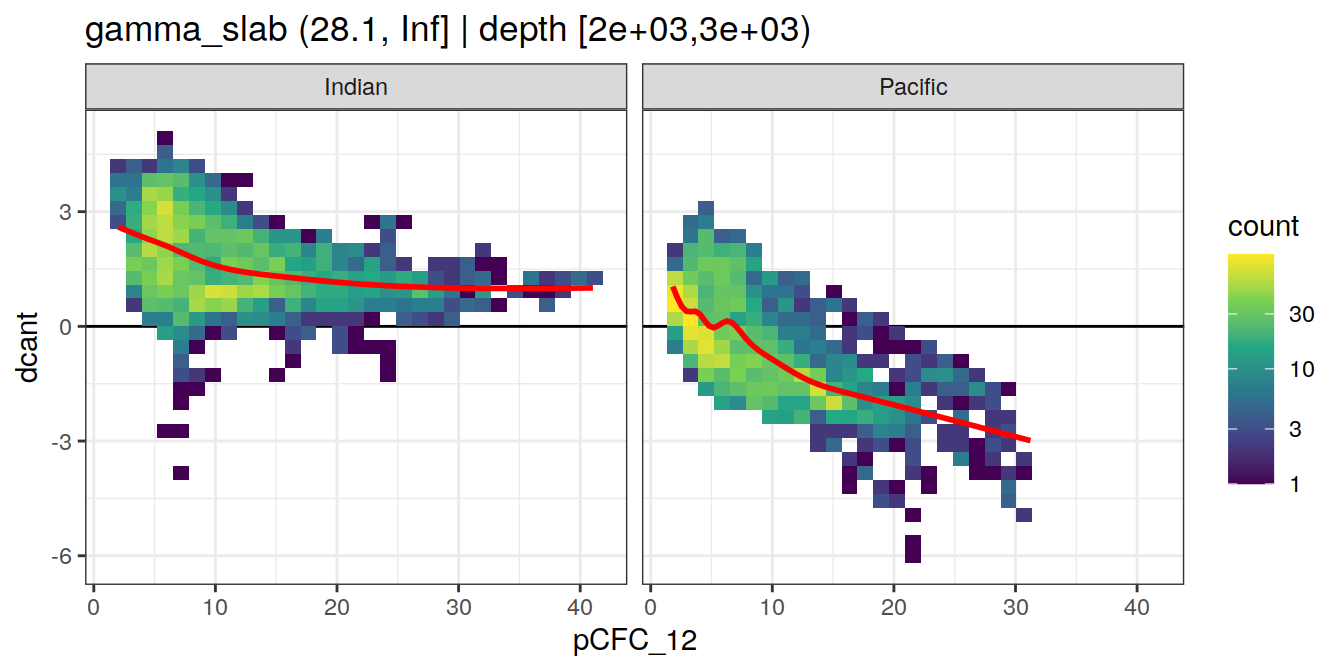 gamma_slab (28.1, Inf] | depth [2e+03,3e+03)
Indian
Pacific
3
0
-3
-6
dcant
0 10 20 30 40
0 10 20 30 40
pCFC_12
count
30
10
3
1